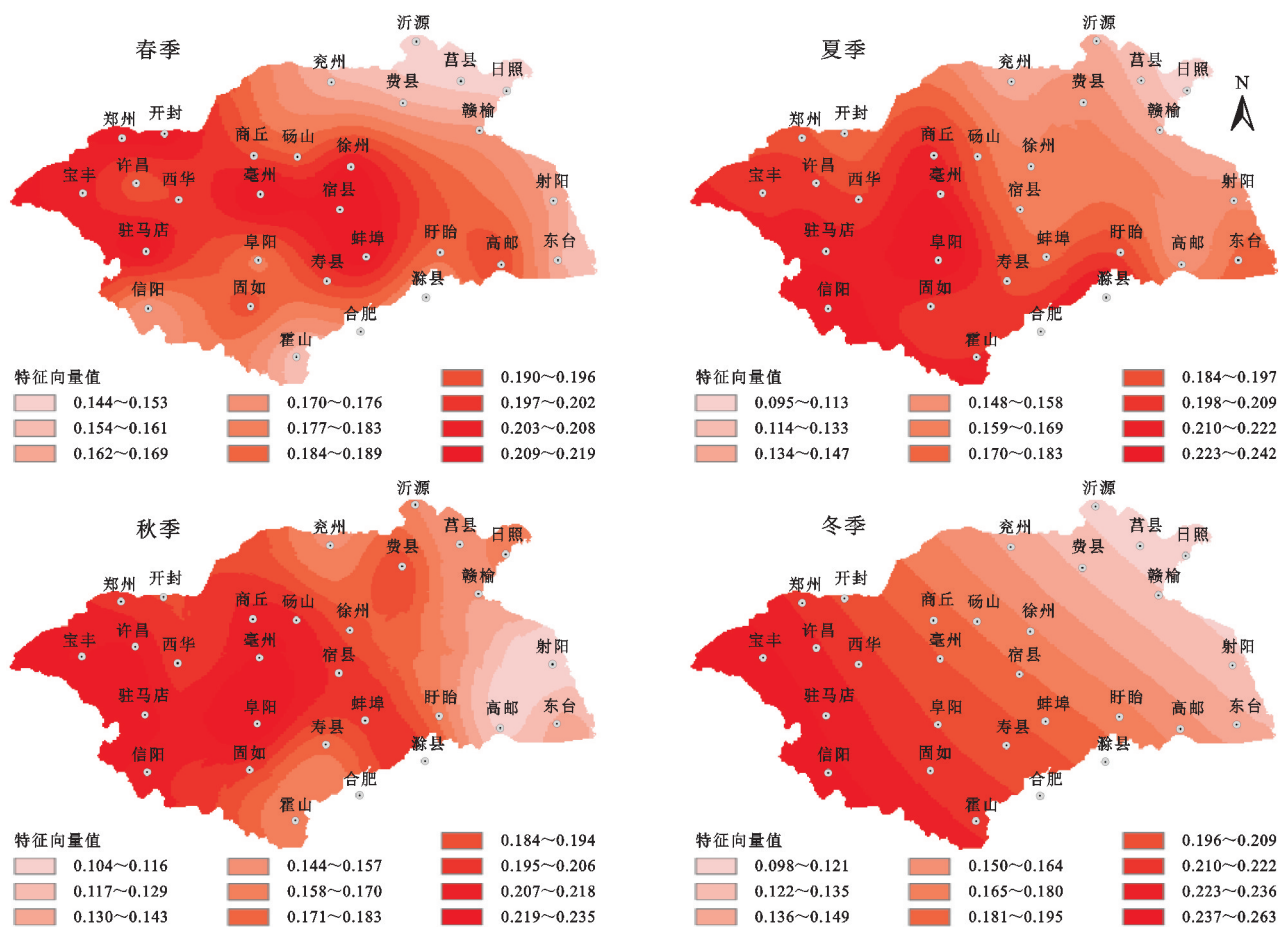 春季
沂源
兖州
莒县
日照
费县
赣榆
郑州
开封
商丘
砀山
徐州
宝丰
许昌
西华
亳州
宿县
射阳
驻马店
阜阳
蚌埠
盱眙
高邮
东台
寿县
信阳
固如
滁县
合肥
霍山
特征向量值
0.144～0.153
0.154～0.161
0.162～0.169
0.170～0.176
0.177～0.183
0.184～0.189
0.190～0.196
0.197～0.202
0.203～0.208
0.209～0.219
夏季
沂源
兖州
莒县
日照
费县
赣榆
N
郑州
开封
商丘
砀山
徐州
宝丰
许昌
西华
亳州
宿县
射阳
驻马店
阜阳
蚌埠
盱眙
高邮
东台
寿县
信阳
固如
滁县
合肥
霍山
特征向量值
0.095～0.113
0.114～0.133
0.134～0.147
0.148～0.158
0.159～0.169
0.170～0.183
0.184～0.197
0.198～0.209
0.210～0.222
0.223～0.242
秋季
沂源
兖州
莒县
日照
费县
赣榆
郑州
开封
商丘
砀山
徐州
宝丰
许昌
西华
亳州
宿县
射阳
驻马店
阜阳
蚌埠
盱眙
高邮
东台
寿县
信阳
固如
滁县
合肥
霍山
特征向量值
0.104～0.116
0.117～0.129
0.130～0.143
0.144～0.157
0.158～0.170
0.171～0.183
0.184～0.194
0.195～0.206
0.207～0.218
0.219～0.235
冬季
沂源
兖州
莒县
日照
费县
赣榆
郑州
开封
商丘
砀山
徐州
宝丰
许昌
西华
亳州
宿县
射阳
驻马店
阜阳
蚌埠
盱眙
高邮
东台
寿县
信阳
固如
滁县
合肥
霍山
特征向量值
0.098～0.121
0.122～0.135
0.136～0.149
0.150～0.164
0.165～0.180
0.181～0.195
0.196～0.209
0.210～0.222
0.223～0.236
0.237～0.263